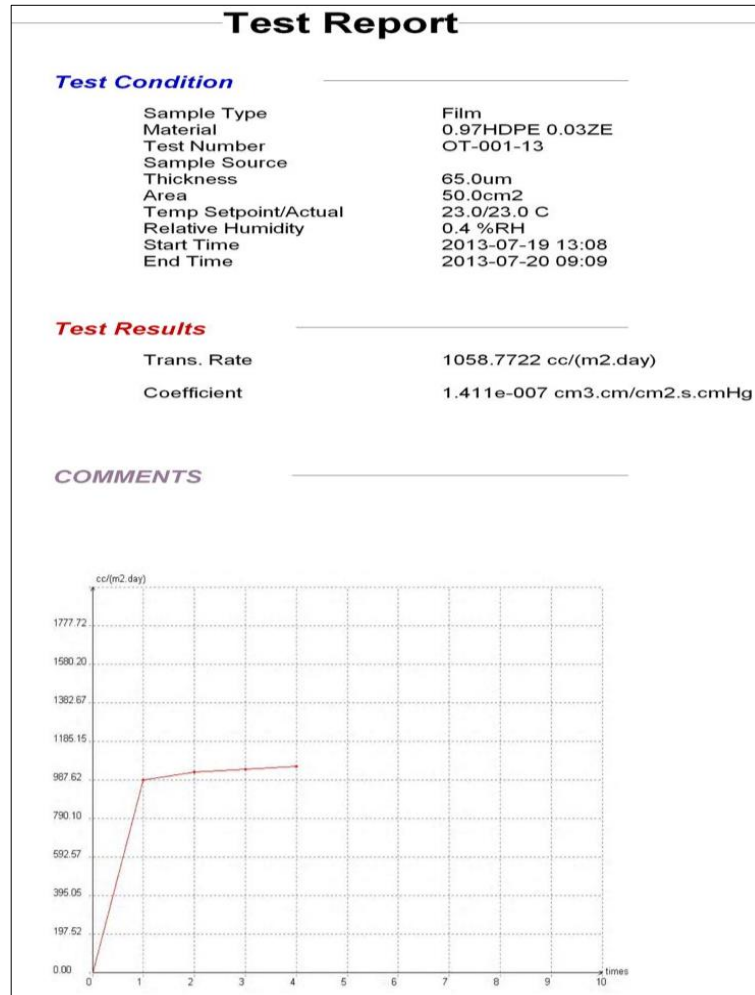 Test Report
Test Condition
Sample Type Film
Material 0.97HDPE 0.03ZE
Test Number OT-001-13
Sample Source
Thickness 65.0um
Area 50.0cm2
Temp Setpoint/Actual 23.0/23.0 C
Relative Humidity 0.4 %RH
Start Time 2013-07-19 13:08
End Time 2013-07-20 09:09
Test Results
Trans. Rate 1058.7722 cc/(m2.day)
Coefficient 1.411e-007 cm3.cm/cm2.s.cmHg
COMMENTS
cc/(m2.day)
1777.72
1580.20
1382.67
1185.15
987.62
790.10
592.57
395.05
197.52
0.00
0 1 2 3 4 5 6 7 8 9 10 times